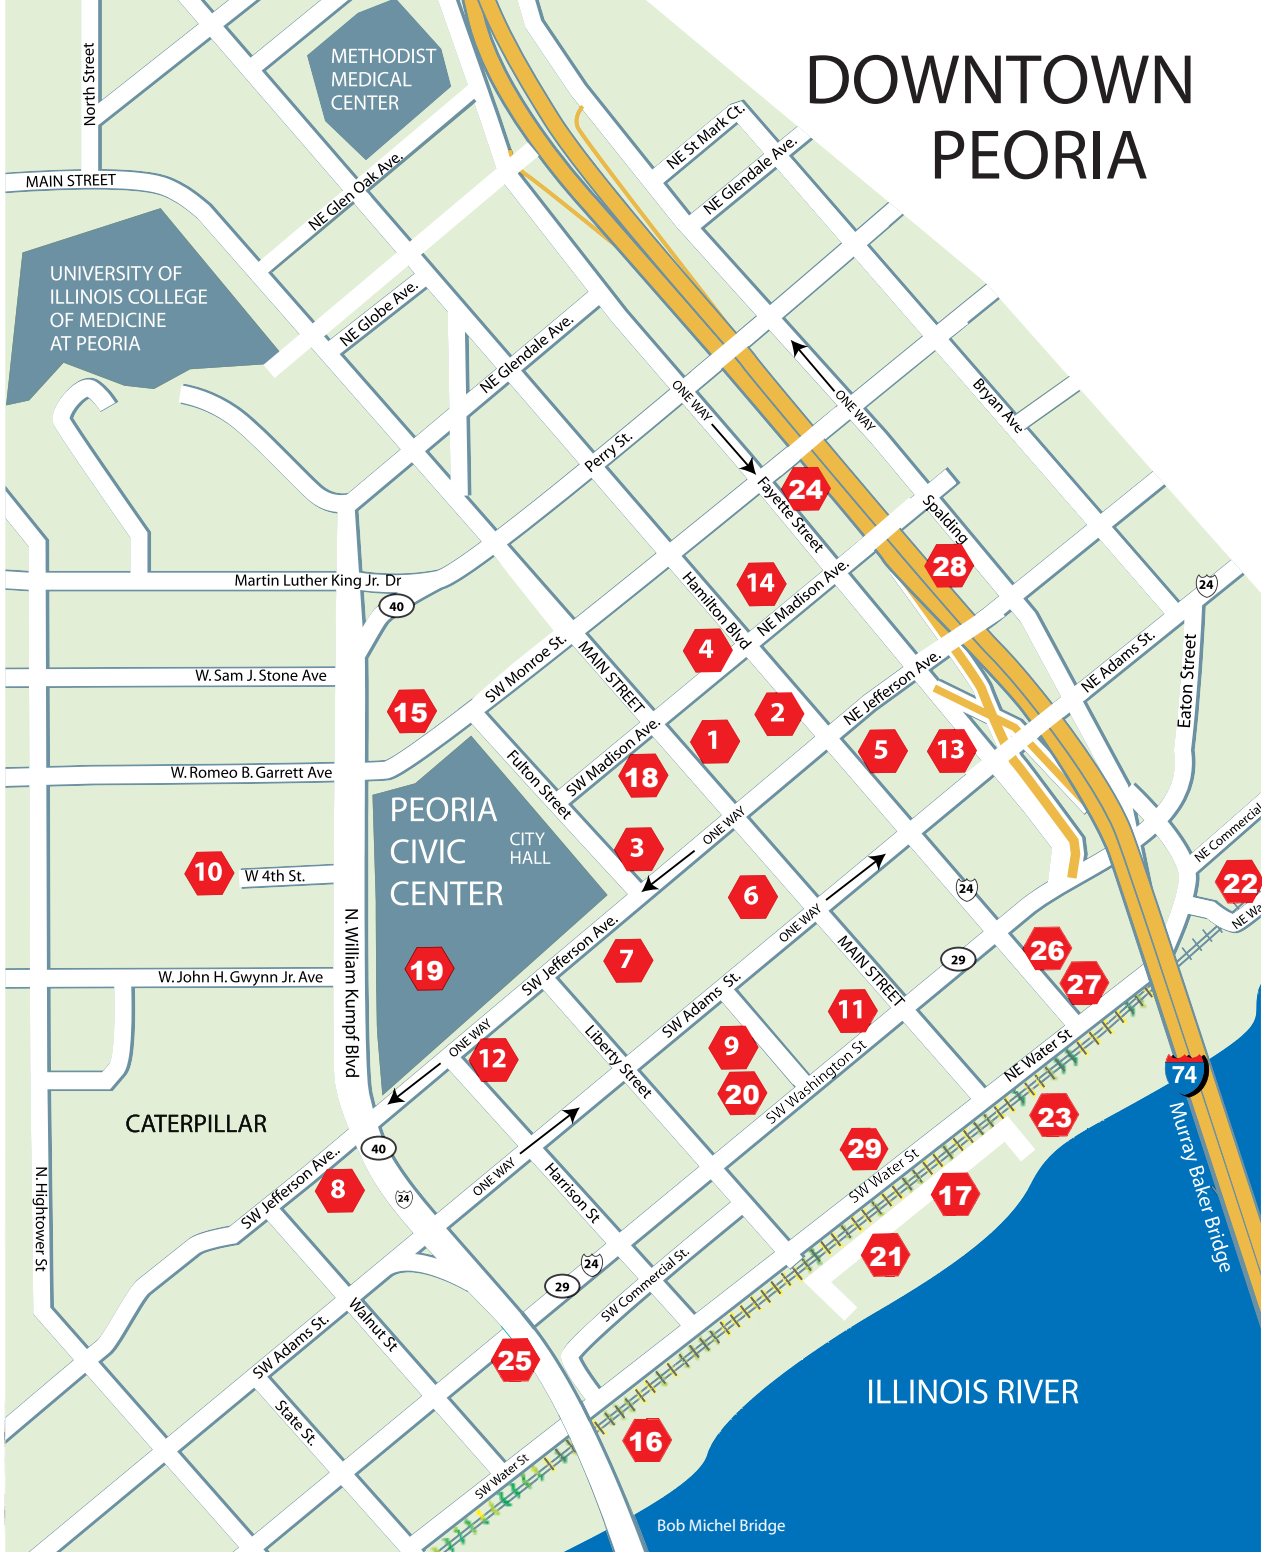 DOWNTOWN
PEORIA
METHODIST
MEDICAL
CENTER
North Street
MAIN STREET
NE Glen Oak Ave.
NE St Mark Ct.
NE Glendale Ave.
UNIVERSITY OF
ILLINOIS COLLEGE
OF MEDICINE
AT PEORIA
NE Globe Ave.
NE Glendale Ave.
ONE WAY
ONE WAY
Bryan Ave
Perry St.
Fayette Street
24
Spalding
28
Martin Luther King Jr. Dr
40
Hamilton Blvd
14
NE Madison Ave.
24
4
SW Monroe St.
MAIN STREET
W. Sam J. Stone Ave
NE Jefferson Ave.
NE Adams St.
Eaton Street
15
2
1
5
13
SW Madison Ave.
18
Fulton Street
W. Romeo B. Garrett Ave
PEORIA
CIVIC
CENTER
CITY
HALL
3
ONE WAY
NE Commercial
10
W 4th St.
6
24
22
NE Wa
N. William Kumpf Blvd
ONE WAY
SW Jefferson Ave.
7
MAIN STREET
29
26
27
19
W. John H. Gwynn Jr. Ave
SW Adams St.
11
ONE WAY
12
Liberty Street
9
20
SW Washington St
NE Water St
74
Murray Baker Bridge
23
CATERPILLAR
40
29
SW Water St
17
N. Hightower St
SW Jefferson Ave..
8
24
ONE WAY
Harrison St
21
24
29
SW Commercial St.
SW Adams St.
Walnut St
25
ILLINOIS RIVER
State St.
16
SW Water St
Bob Michel Bridge